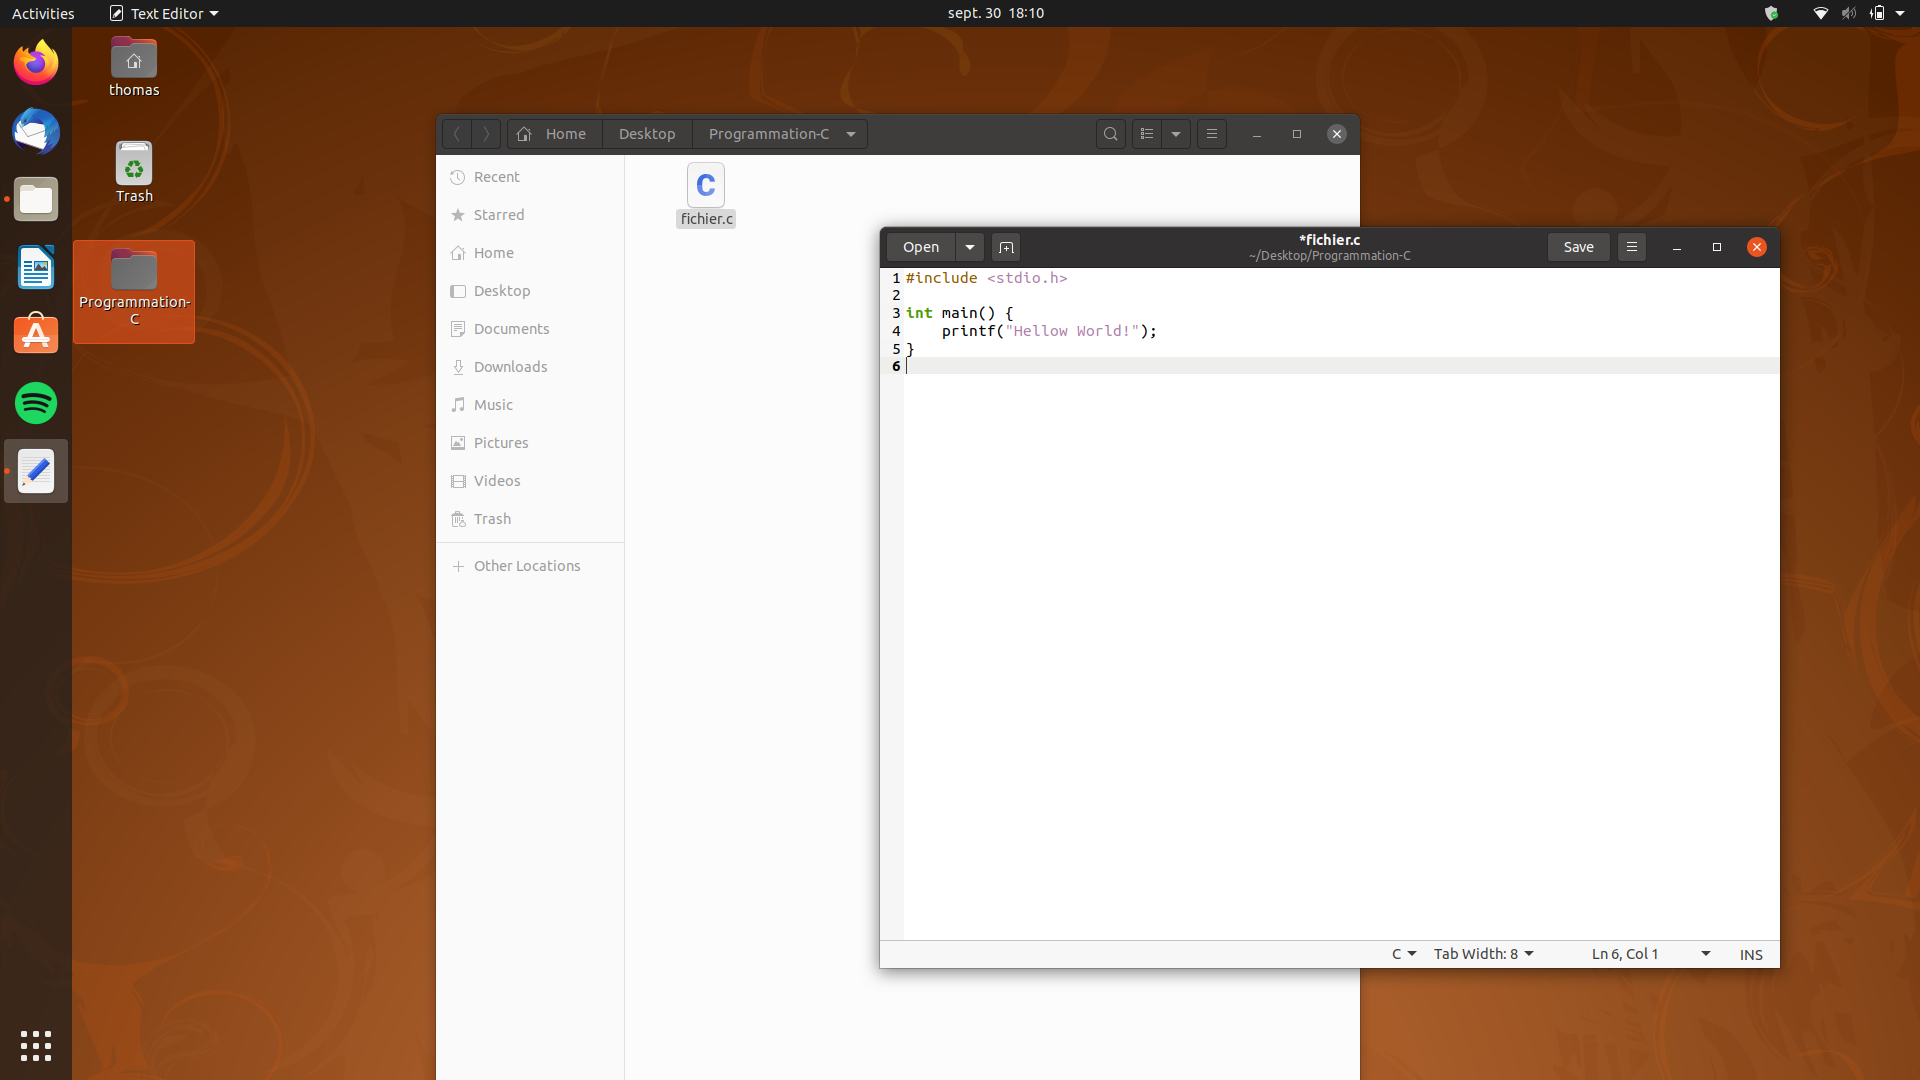 Activities
Text Editor
sept. 30 18:10
thomas
Trash
Programmation-
C
Home
Desktop
Programmation-C
Recent
Starred
Home
Desktop
Documents
Downloads
Music
Pictures
Videos
Trash
Other Locations
C
fichier.c
Open
*fichier.c
~/Desktop/Programmation-C
Save
1 #include <stdio.h>
2
3 int main() {
4     printf("Hellow World!");
5 }
6
C
Tab Width: 8
Ln 6, Col 1
INS